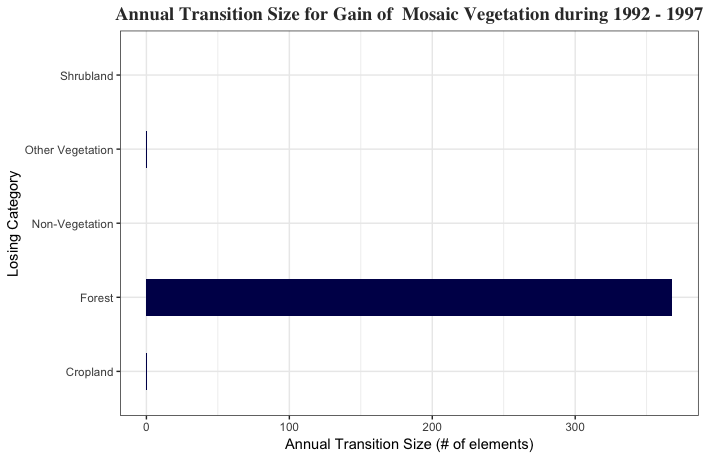 Annual Transition Size for Gain of  Mosaic Vegetation during 1992 - 1997
Shrubland
Other Vegetation
Non-Vegetation
Forest
Cropland
Losing Category
0 100 200 300
Annual Transition Size (# of elements)